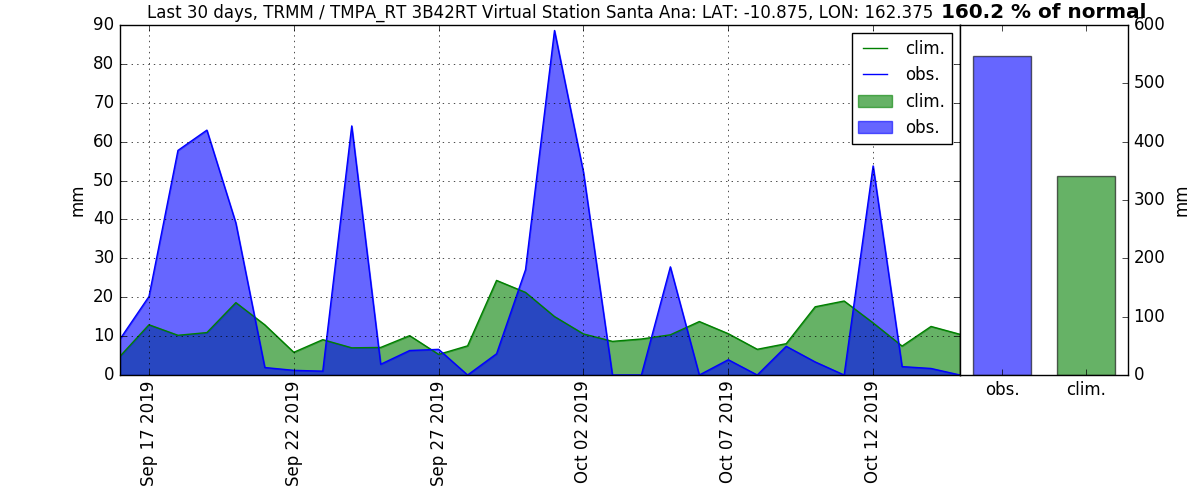 Last 30 days, TRMM / TMPA_RT 3B42RT Virtual Station Santa Ana: LAT: -10.875, LON: 162.375 160.2 % of normal
90
80
70
60
50
40
30
20
10
0
mm
clim.
obs.
clim.
obs.
Sep 17 2019
Sep 22 2019
Sep 27 2019
Oct 02 2019
Oct 07 2019
Oct 12 2019
600
500
400
300
200
100
0
mm
obs. clim.